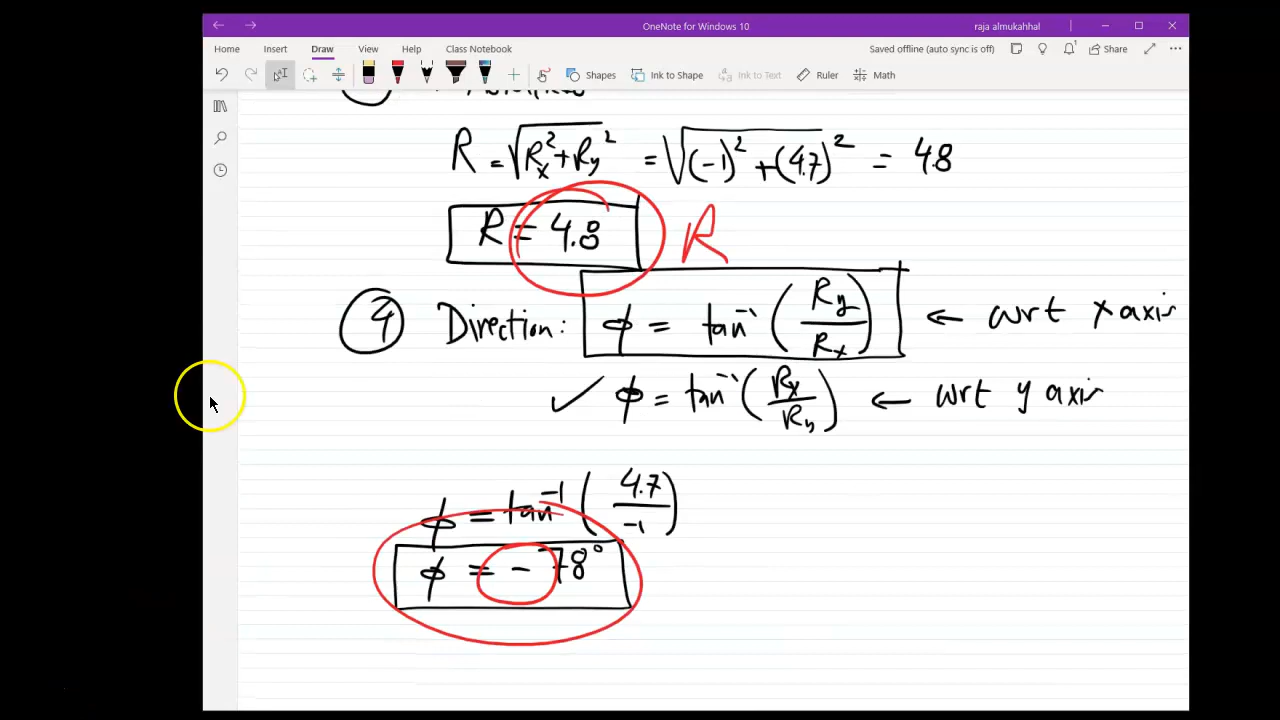 OneNote for Windows 10
raja almukahhal
Home Insert Draw View Help Class Notebook
Saved offline (auto sync is off)
Share
Shapes Ink to Shape Ink to Text Ruler Math
R = √Rx² + Ry² = √(-1)² + (4.7)² = 4.8
R = 4.8 R
4 Direction: ϕ = tan⁻¹ (Ry/Rx) ← wrt x axis
✓ ϕ = tan⁻¹ (Rx/Ry) ← wrt y axis
ϕ = tan⁻¹ (4.7/-1)
ϕ = - 78°